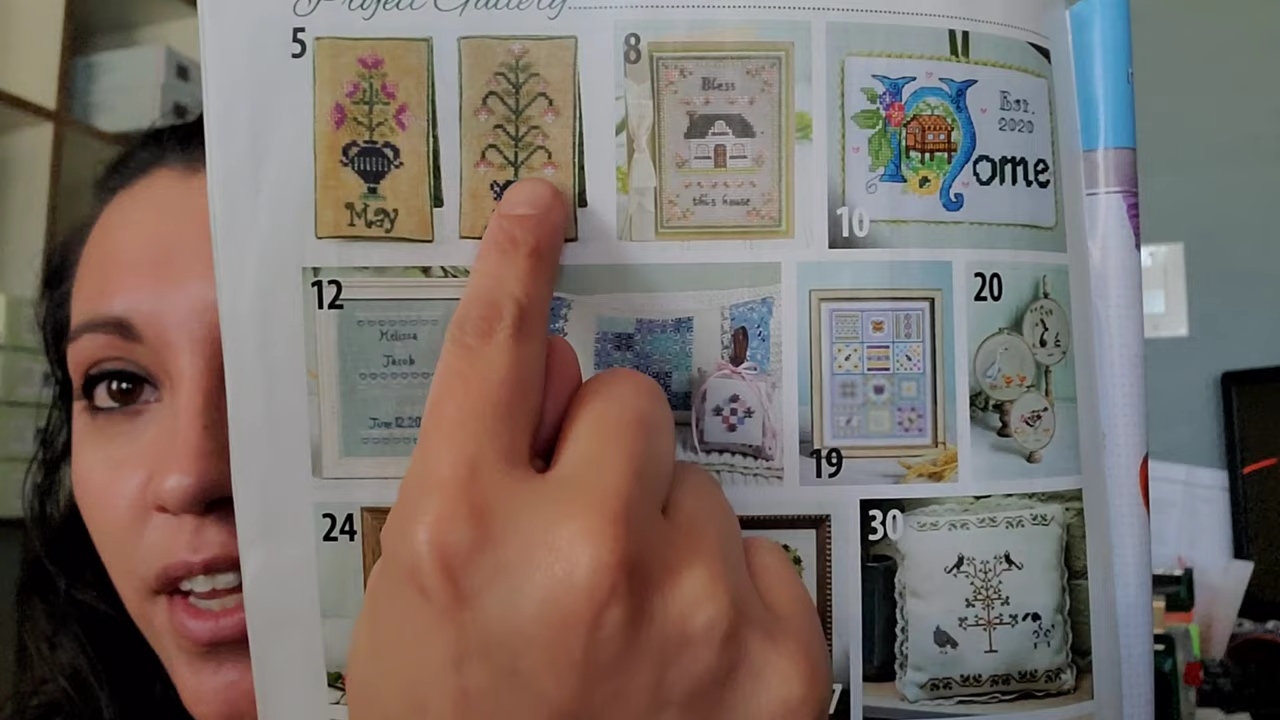 Project Gallery
5
May
8
Bless
this house
10
Est.
2020
Home
12
Melissa
Jacob
June 12, 20
19
20
24
30